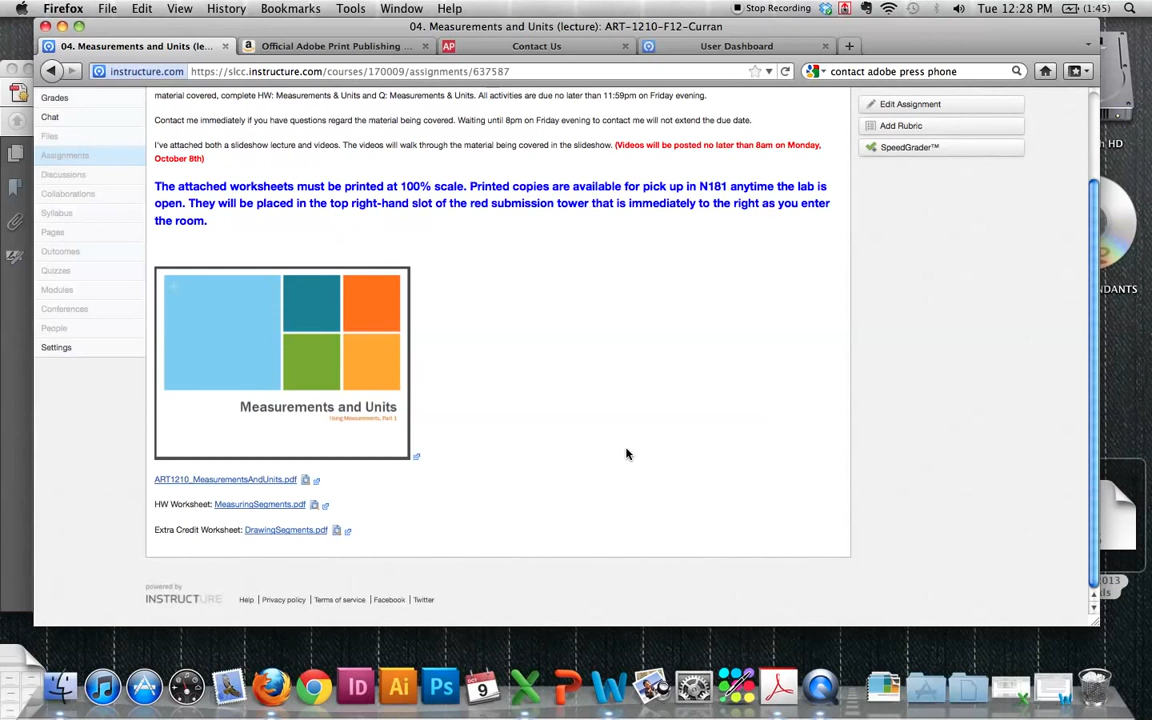 Firefox File Edit View History Bookmarks Tools Window Help Stop Recording Tue 12:28 PM (1:45)
04. Measurements and Units (lecture): ART-1210-F12-Curran
04. Measurements and Units (le... Official Adobe Print Publishing ... Contact Us User Dashboard
instructure.com https://slcc.instructure.com/courses/170009/assignments/637587 contact adobe press phone
Grades
Chat
Files
Assignments
Discussions
Collaborations
Syllabus
Pages
Outcomes
Quizzes
Modules
Conferences
People
Settings
material covered, complete HW: Measurements & Units and Q: Measurements & Units. All activities are due no later than 11:59pm on Friday evening.
Contact me immediately if you have questions regard the material being covered. Waiting until 8pm on Friday evening to contact me will not extend the due date.
I've attached both a slideshow lecture and videos. The videos will walk through the material being covered in the slideshow. (Videos will be posted no later than 8am on Monday,
October 8th)
The attached worksheets must be printed at 100% scale. Printed copies are available for pick up in N181 anytime the lab is
open. They will be placed in the top right-hand slot of the red submission tower that is immediately to the right as you enter
the room.
Measurements and Units
Using Measurements, Part 1
ART1210_MeasurementsAndUnits.pdf
HW Worksheet: MeasuringSegments.pdf
Extra Credit Worksheet: DrawingSegments.pdf
Edit Assignment
Add Rubric
SpeedGrader™
powered by
INSTRUCTURE
Help Privacy policy Terms of service Facebook Twitter
HD
NDANTS
Id Ai Ps 9